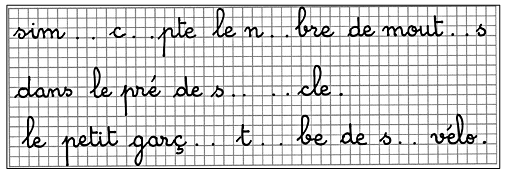 sim . . c . . pte le n . . bre de mout . . s
dans le pré de s . . . . cle .
le petit garç . . t . . be de s . . vélo .